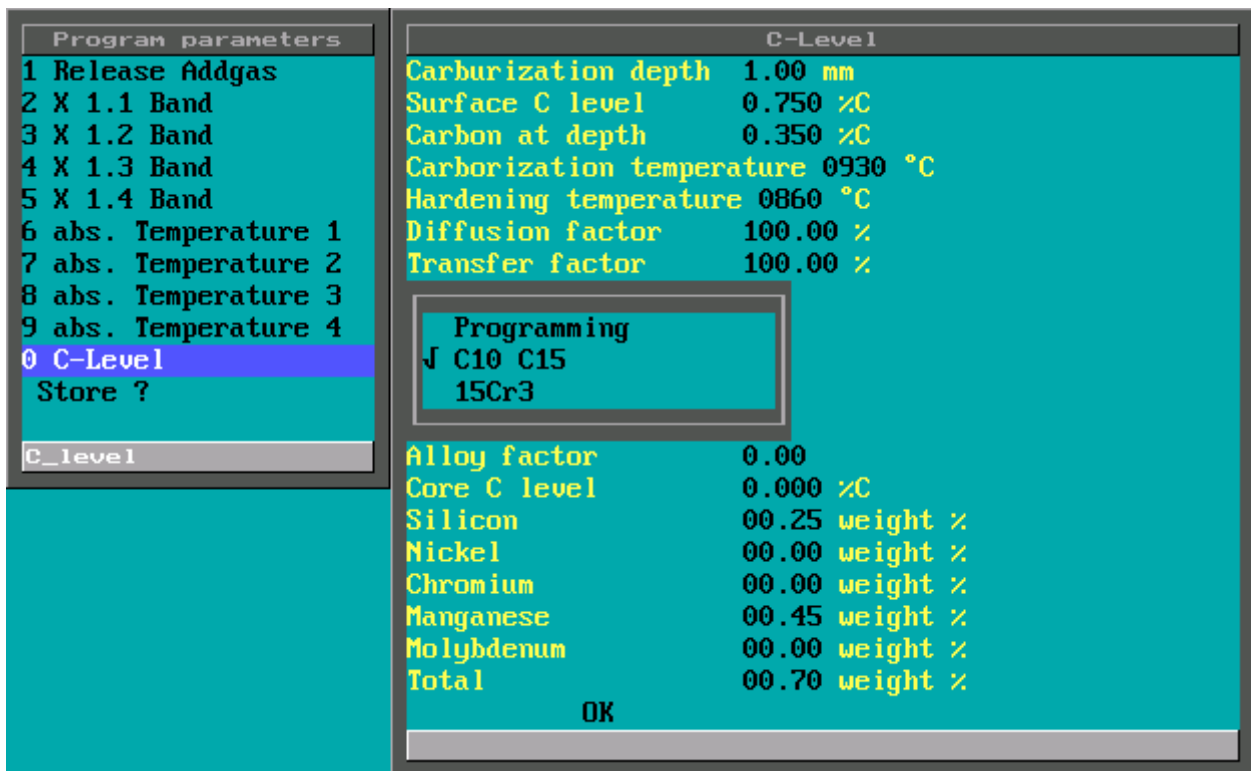 Program parameters
1 Release Addgas
2 X 1.1 Band
3 X 1.2 Band
4 X 1.3 Band
5 X 1.4 Band
6 abs. Temperature 1
7 abs. Temperature 2
8 abs. Temperature 3
9 abs. Temperature 4
0 C-Level
Store ?
C_level
C-Level
Carburization depth 1.00 mm
Surface C level 0.750 %C
Carbon at depth 0.350 %C
Carborization temperature 0930 °C
Hardening temperature 0860 °C
Diffusion factor 100.00 %
Transfer factor 100.00 %
Programming
√ C10 C15
15Cr3
Alloy factor 0.00
Core C level 0.000 %C
Silicon 00.25 weight %
Nickel 00.00 weight %
Chromium 00.00 weight %
Manganese 00.45 weight %
Molybdenum 00.00 weight %
Total 00.70 weight %
OK